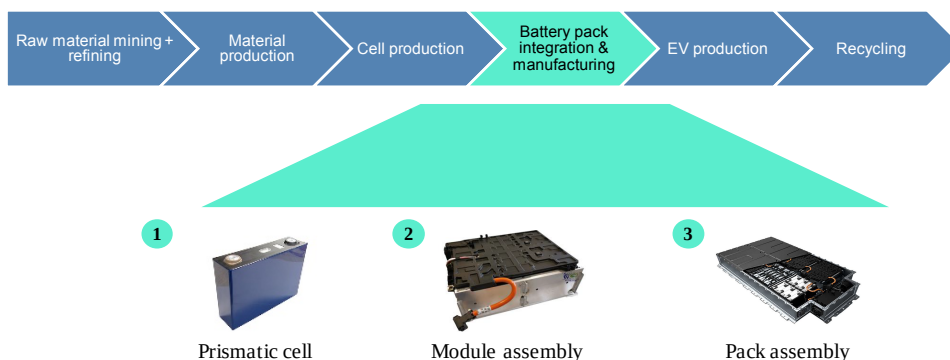 Raw material mining +
refining
Material
production
Cell production
Battery pack
integration &
manufacturing
EV production
Recycling
1
2
3
Prismatic cell
Module assembly
Pack assembly